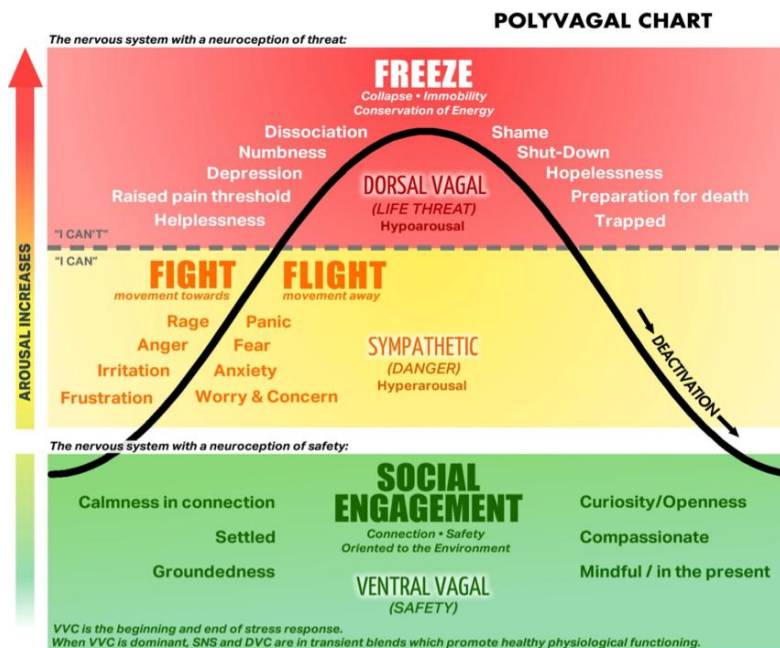 POLYVAGAL CHART
The nervous system with a neuroception of threat:
FREEZE
Collapse • Immobility
Conservation of Energy
Dissociation
Numbness
Depression
Raised pain threshold
Helplessness
Shame
Shut-Down
Hopelessness
Preparation for death
Trapped
DORSAL VAGAL
(LIFE THREAT)
Hypoarousal
"I CAN'T"
"I CAN"
FIGHT
movement towards
FLIGHT
movement away
Rage
Anger
Irritation
Frustration
Panic
Fear
Anxiety
Worry & Concern
SYMPATHETIC
(DANGER)
Hyperarousal
DEACTIVATION
AROUSAL INCREASES
The nervous system with a neuroception of safety:
SOCIAL
ENGAGEMENT
Connection • Safety
Oriented to the Environment
Calmness in connection
Settled
Groundedness
Curiosity/Openness
Compassionate
Mindful / in the present
VENTRAL VAGAL
(SAFETY)
VVC is the beginning and end of stress response.
When VVC is dominant, SNS and DVC are in transient blends which promote healthy physiological functioning.